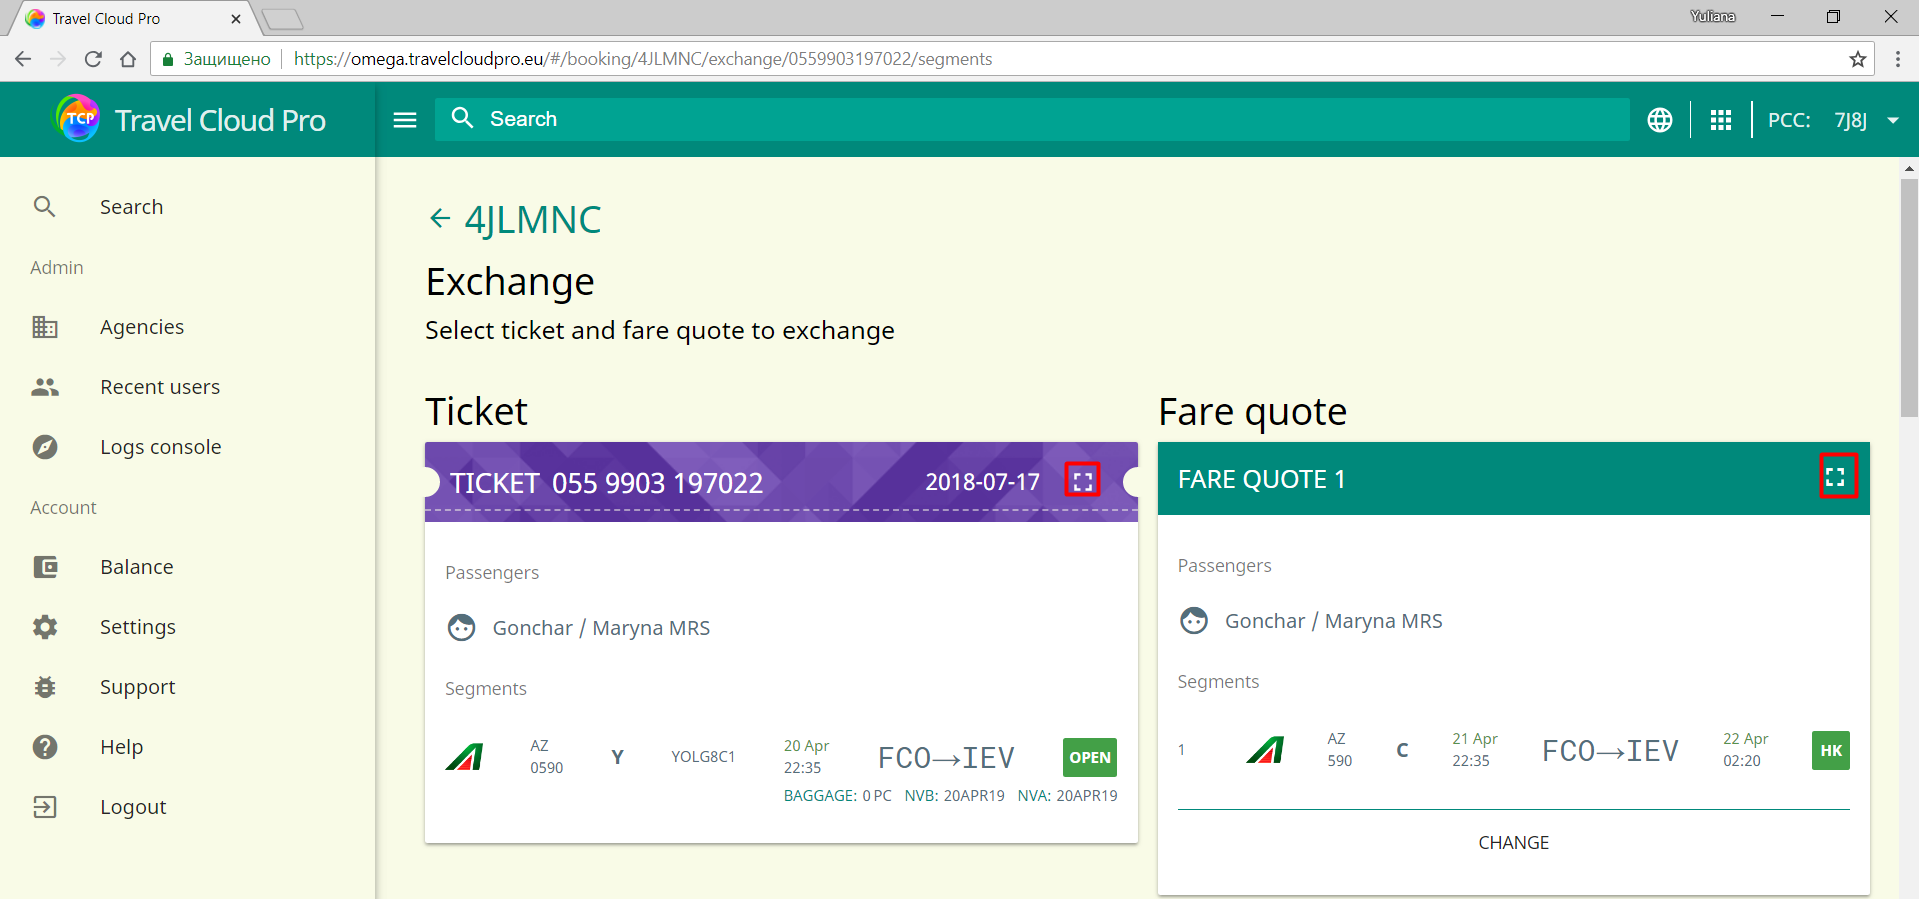 Travel Cloud Pro
Yuliana
Защищено
https://omega.travelcloudpro.eu/#/booking/4JLMNC/exchange/0559903197022/segments
TCP
Travel Cloud Pro
Search
PCC: 7J8J
Search
Admin
Agencies
Recent users
Logs console
Account
Balance
Settings
Support
Help
Logout
4JLMNC
Exchange
Select ticket and fare quote to exchange
Ticket
TICKET 055 9903 197022 2018-07-17
Passengers
Gonchar / Maryna MRS
Segments
AZ 0590 Y YOLG8C1 20 Apr 22:35 FCO→IEV OPEN
BAGGAGE: 0 PC NVB: 20APR19 NVA: 20APR19
Fare quote
FARE QUOTE 1
Passengers
Gonchar / Maryna MRS
Segments
1 AZ 590 C 21 Apr 22:35 FCO→IEV 22 Apr 02:20 HK
CHANGE